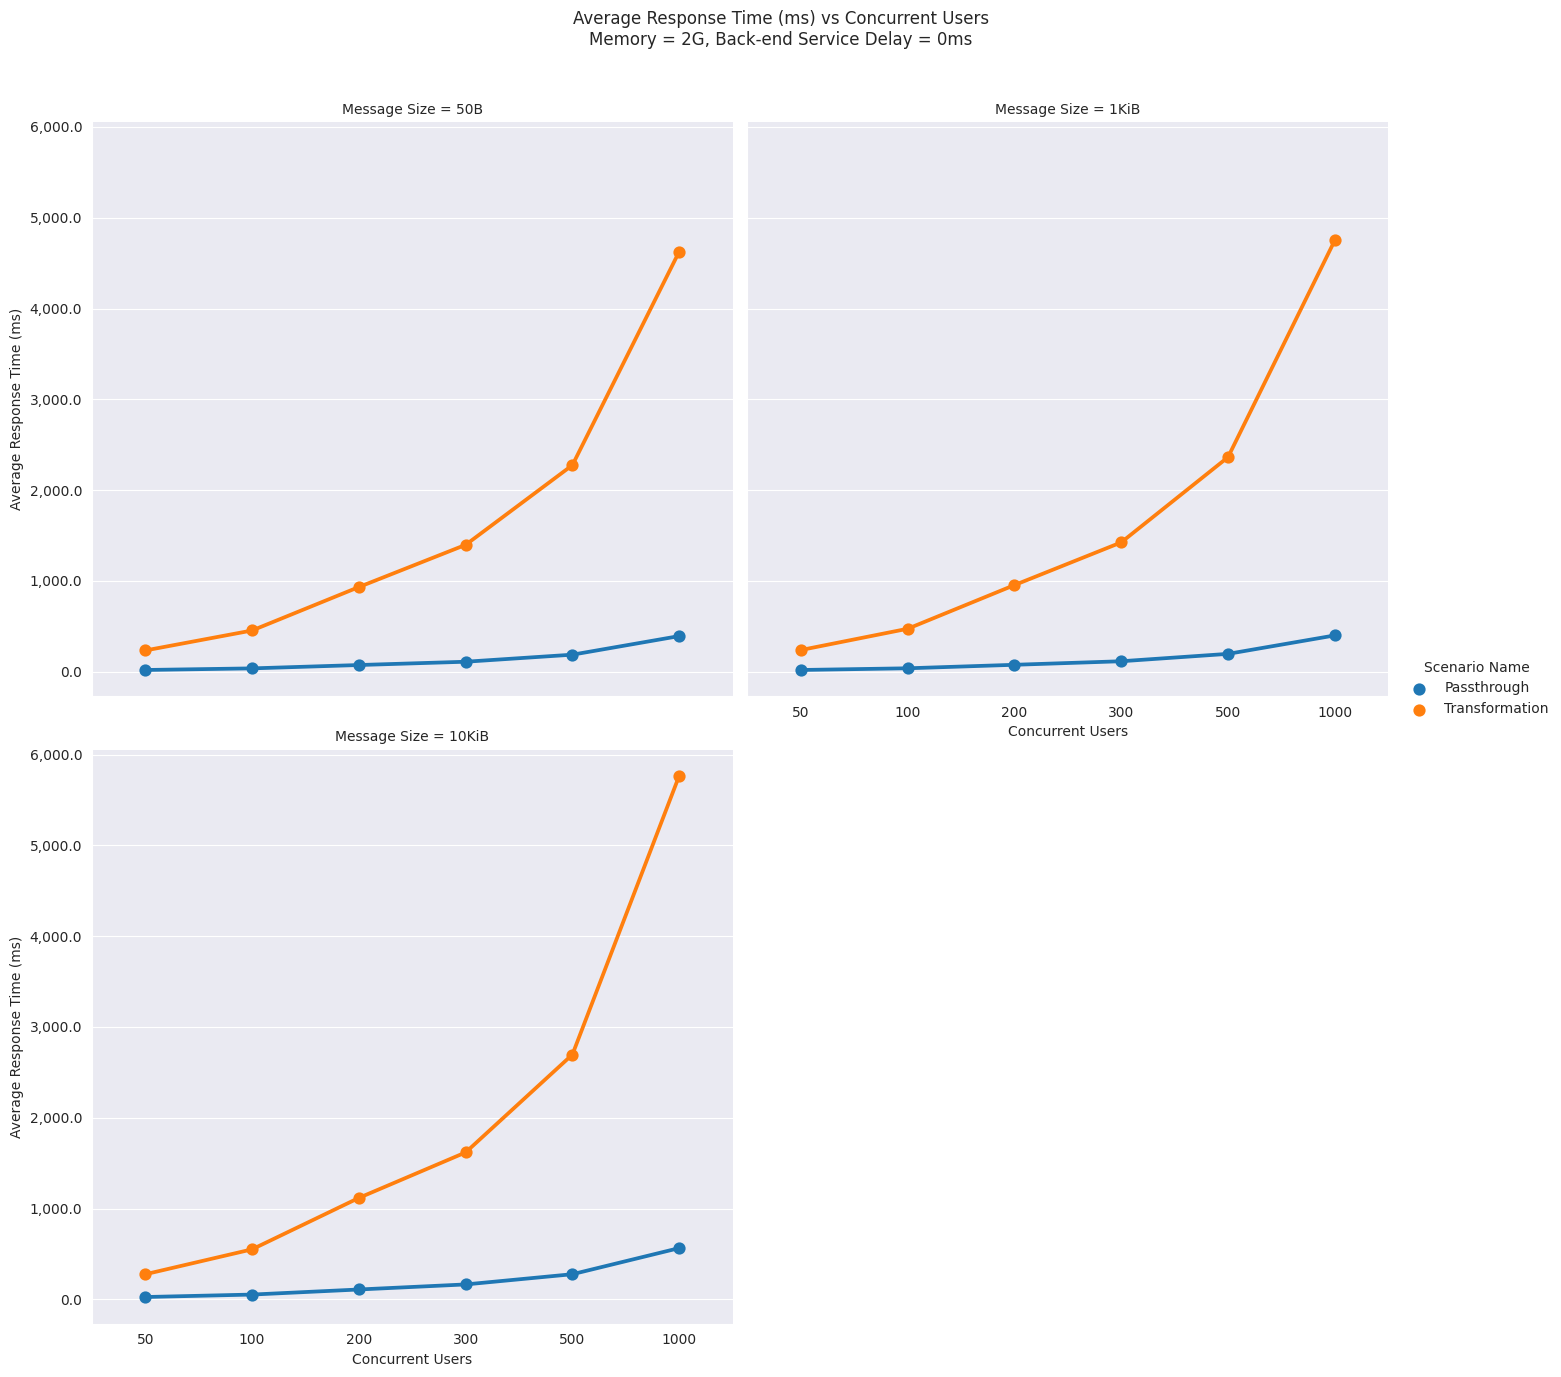 Average Response Time (ms) vs Concurrent Users
Memory = 2G, Back-end Service Delay = 0ms
Message Size = 50B
6,000.0
5,000.0
4,000.0
3,000.0
2,000.0
1,000.0
0.0
Average Response Time (ms)
Message Size = 1KiB
50 100 200 300 500 1000
Concurrent Users
Scenario Name
Passthrough
Transformation
Message Size = 10KiB
6,000.0
5,000.0
4,000.0
3,000.0
2,000.0
1,000.0
0.0
Average Response Time (ms)
50 100 200 300 500 1000
Concurrent Users